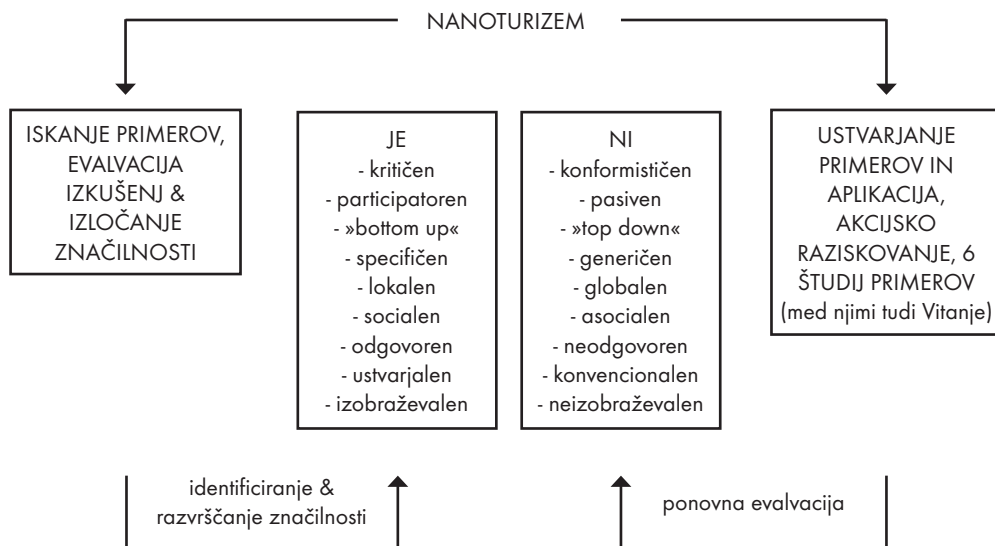 NANOTURIZEM
ISKANJE PRIMEROV,
EVALVACIJA
IZKUŠENJ &
IZLOČANJE
ZNAČILNOSTI
JE
- kritičen
- participatoren
- »bottom up«
- specifičen
- lokalen
- socialen
- odgovoren
- ustvarjalen
- izobraževalen
NI
- konformističen
- pasiven
- »top down«
- generičen
- globalen
- asocialen
- neodgovoren
- konvencionalen
- neizobraževalen
USTVARJANJE
PRIMEROV IN
APLIKACIJA,
AKCIJSKO
RAZISKOVANJE, 6
ŠTUDIJ PRIMEROV
(med njimi tudi Vitanje)
identificiranje &
razvrščanje značilnosti
ponovna evalvacija